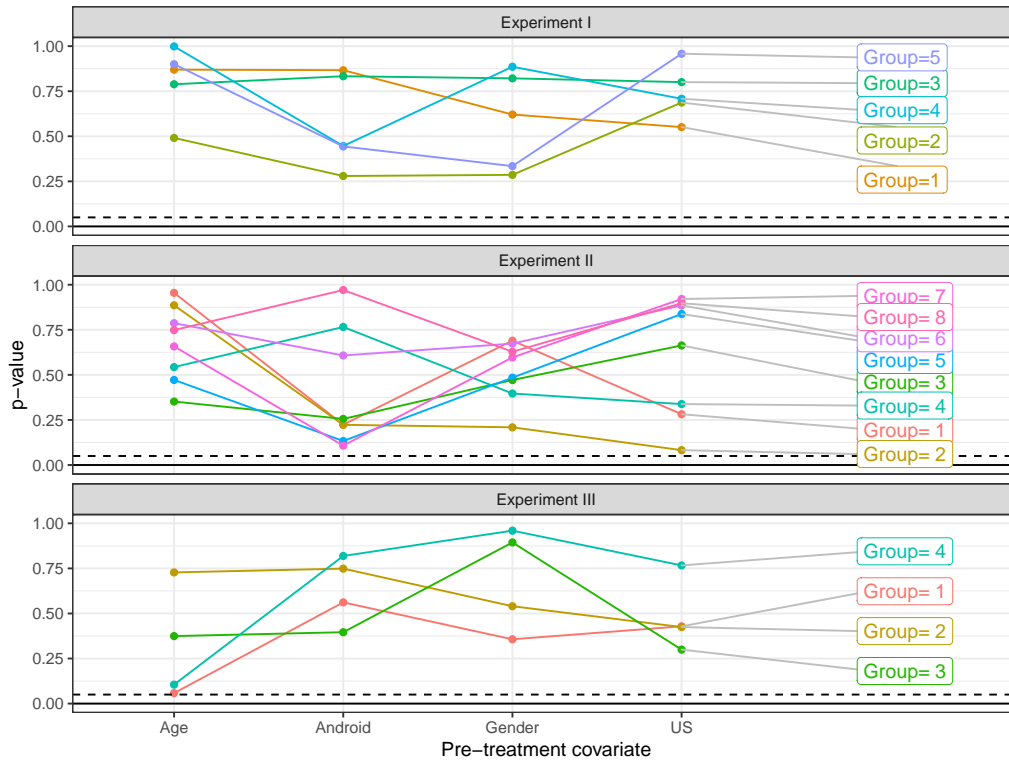 Experiment I
1.00
0.75
0.50
0.25
0.00
Group=5
Group=3
Group=4
Group=2
Group=1
Experiment II
1.00
0.75
0.50
0.25
0.00
Group= 7
Group= 8
Group= 6
Group= 5
Group= 3
Group= 4
Group= 1
Group= 2
p−value
Experiment III
1.00
0.75
0.50
0.25
0.00
Group= 4
Group= 1
Group= 2
Group= 3
Age Android Gender US
Pre−treatment covariate